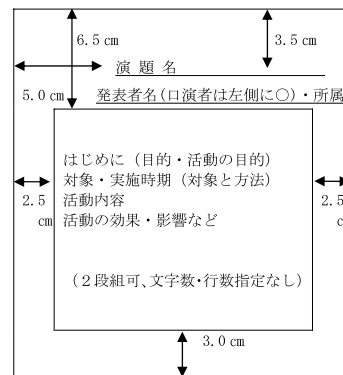 6.5 cm
3.5 cm
演 題 名
5.0 cm
発表者名(口演者は左側に○)・所属
はじめに（目的・活動の目的）
対象・実施時期（対象と方法）
活動内容
活動の効果・影響など
2.5
cm
2.5
c
（２段組可、文字数・行数指定なし）
3.0 cm